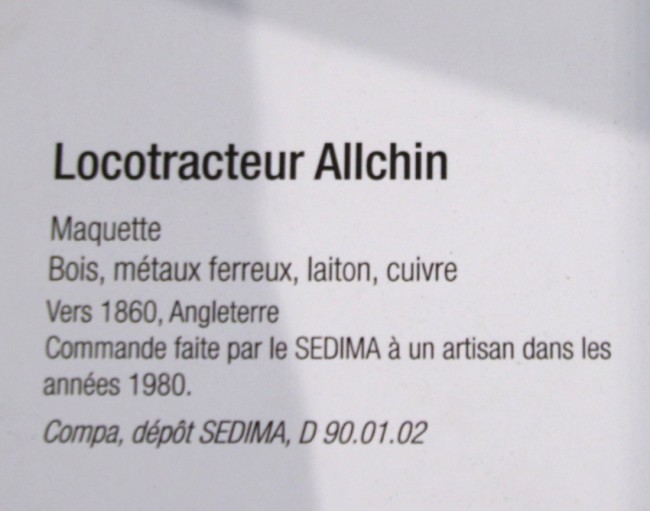 Locotracteur Allchin
Maquette
Bois, métaux ferreux, laiton, cuivre
Vers 1860, Angleterre
Commande faite par le SEDIMA à un artisan dans les
années 1980.
Compa, dépôt SEDIMA, D 90.01.02